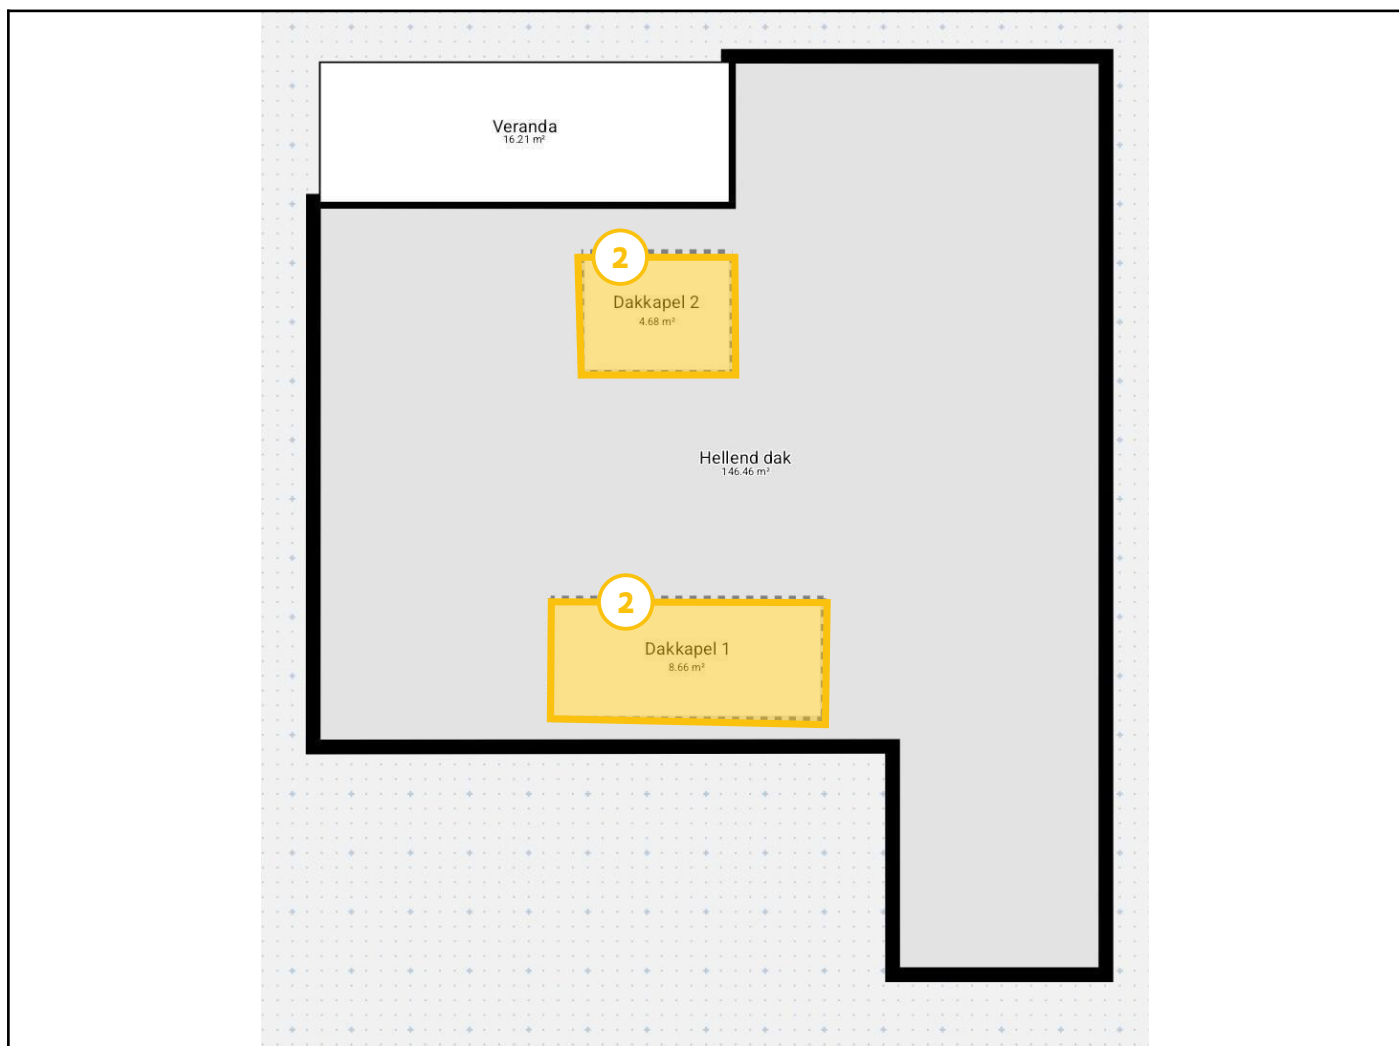 Veranda
16.21 m²
2
Dakkapel 2
4.68 m²
Hellend dak
146.46 m²
2
Dakkapel 1
8.66 m²